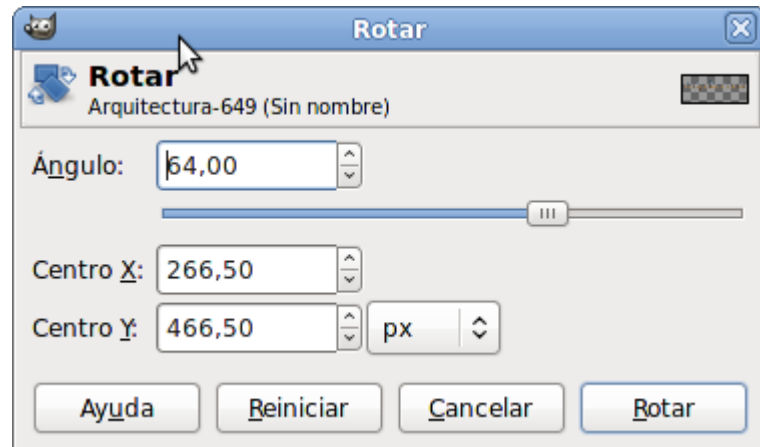 Rotar
Rotar
Arquitectura-649 (Sin nombre)
Ángulo: 64,00
Centro X: 266,50
Centro Y: 466,50 px
Ayuda Reiniciar Cancelar Rotar